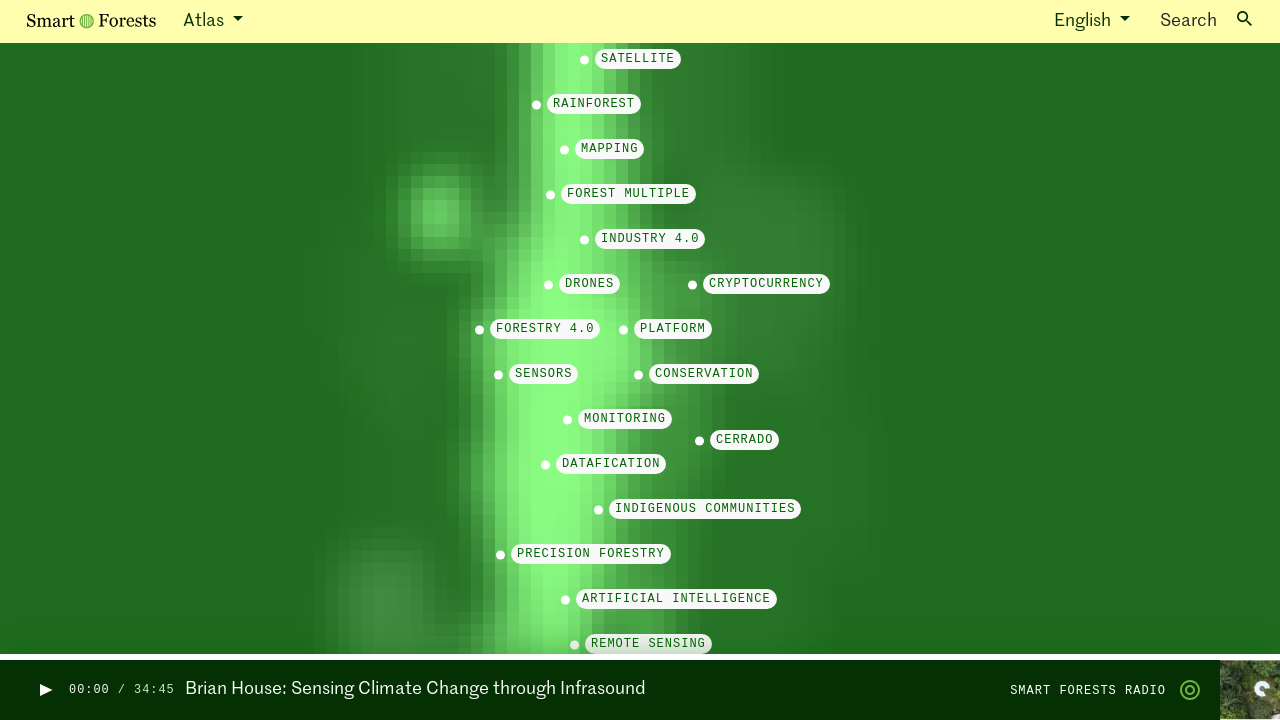 Smart Forests
Atlas
English
Search
SATELLITE
RAINFOREST
MAPPING
FOREST MULTIPLE
INDUSTRY 4.0
DRONES
CRYPTOCURRENCY
FORESTRY 4.0
PLATFORM
SENSORS
CONSERVATION
MONITORING
CERRADO
DATAFICATION
INDIGENOUS COMMUNITIES
PRECISION FORESTRY
ARTIFICIAL INTELLIGENCE
REMOTE SENSING
00:00 / 34:45
Brian House: Sensing Climate Change through Infrasound
SMART FORESTS RADIO